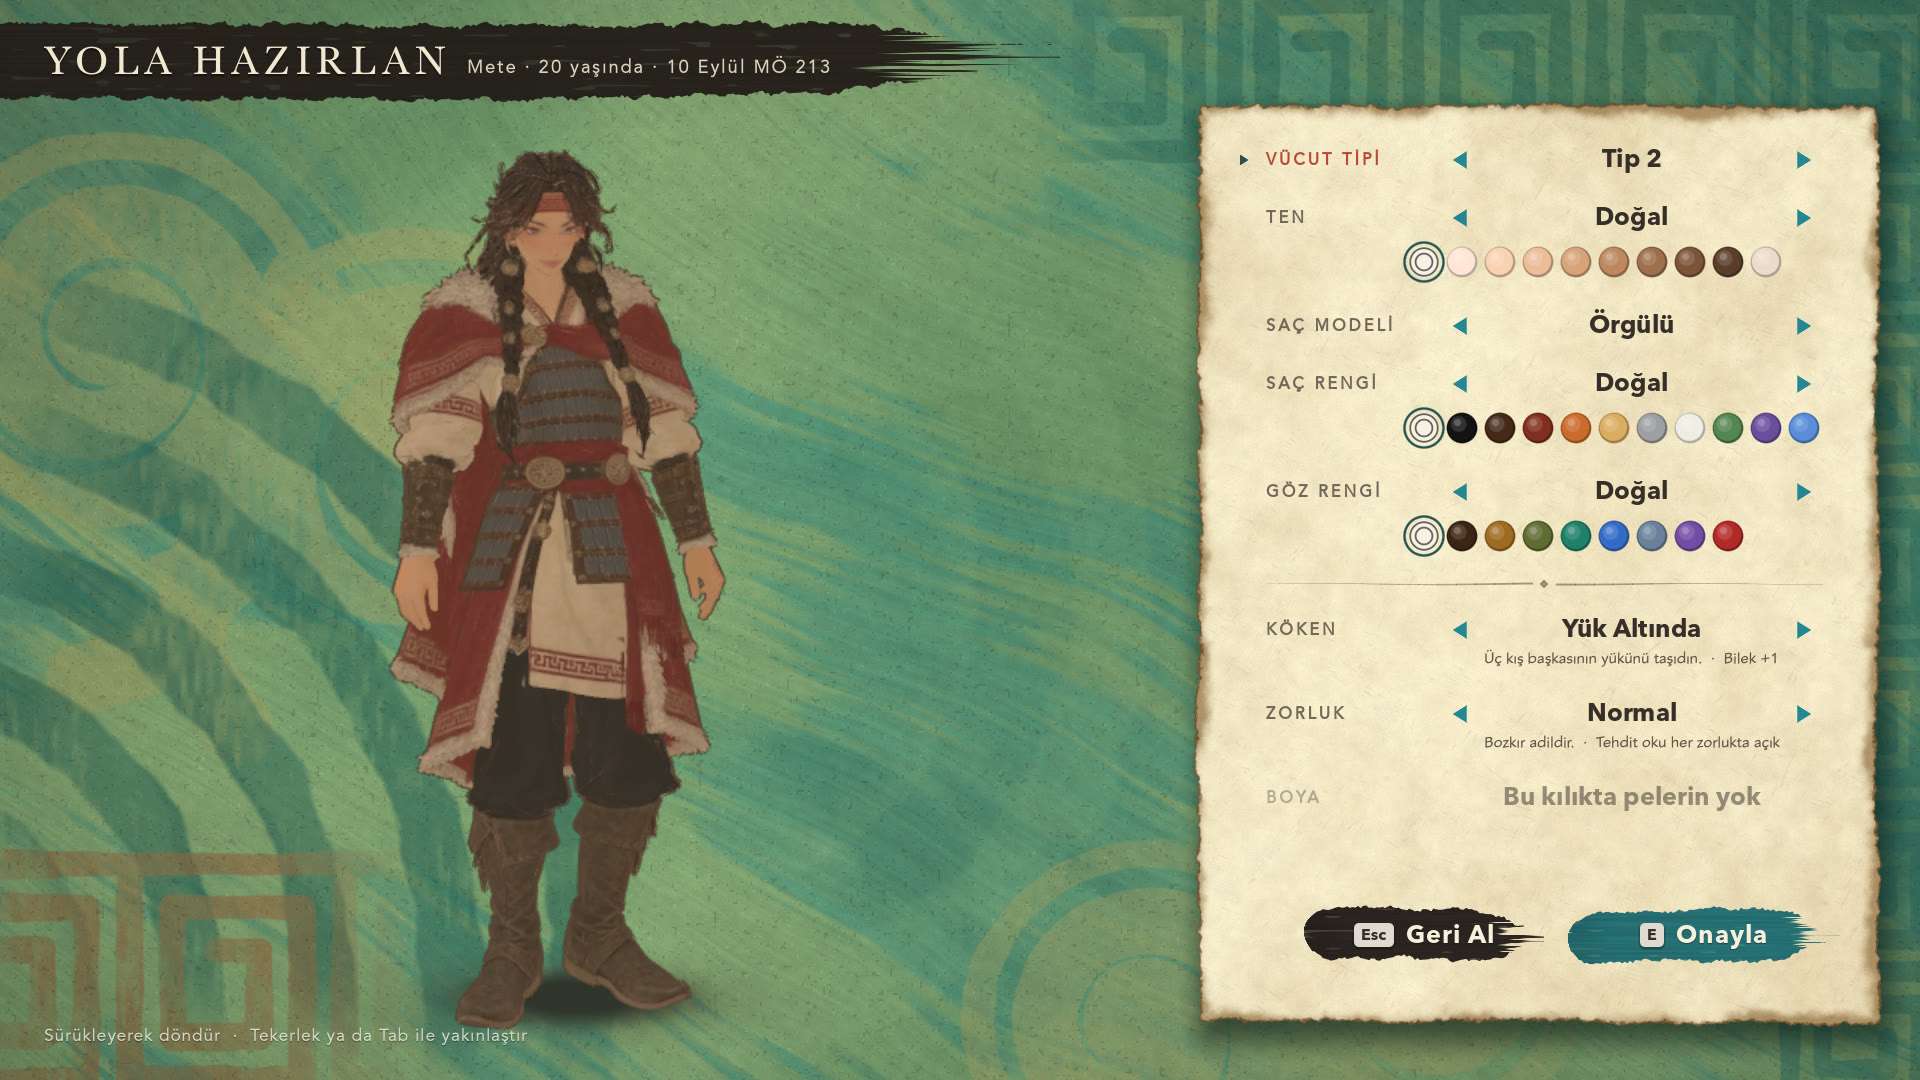 YOLA HAZIRLAN Mete · 20 yaşında · 10 Eylül MÖ 213
VÜCUT TİPİ Tip 2
TEN Doğal
SAÇ MODELİ Örgülü
SAÇ RENGİ Doğal
GÖZ RENGİ Doğal
KÖKEN Yük Altında
Üç kış başkasının yükünü taşıdın. · Bilek +1
ZORLUK Normal
Bozkır adildir. · Tehdit oku her zorlukta açık
BOYA Bu kılıkta pelerin yok
Esc Geri Al E Onayla
Sürükleyerek döndür · Tekerlek ya da Tab ile yakınlaştır